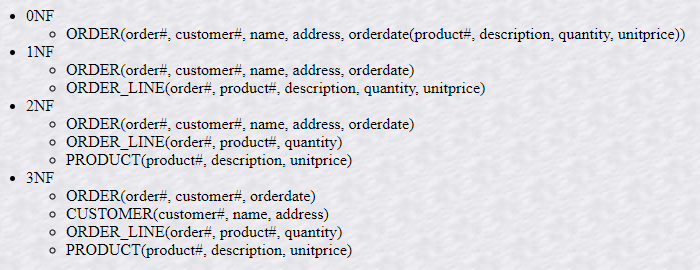 0NF
ORDER(order#, customer#, name, address, orderdate(product#, description, quantity, unitprice))
1NF
ORDER(order#, customer#, name, address, orderdate)
ORDER_LINE(order#, product#, description, quantity, unitprice)
2NF
ORDER(order#, customer#, name, address, orderdate)
ORDER_LINE(order#, product#, quantity)
PRODUCT(product#, description, unitprice)
3NF
ORDER(order#, customer#, orderdate)
CUSTOMER(customer#, name, address)
ORDER_LINE(order#, product#, quantity)
PRODUCT(product#, description, unitprice)